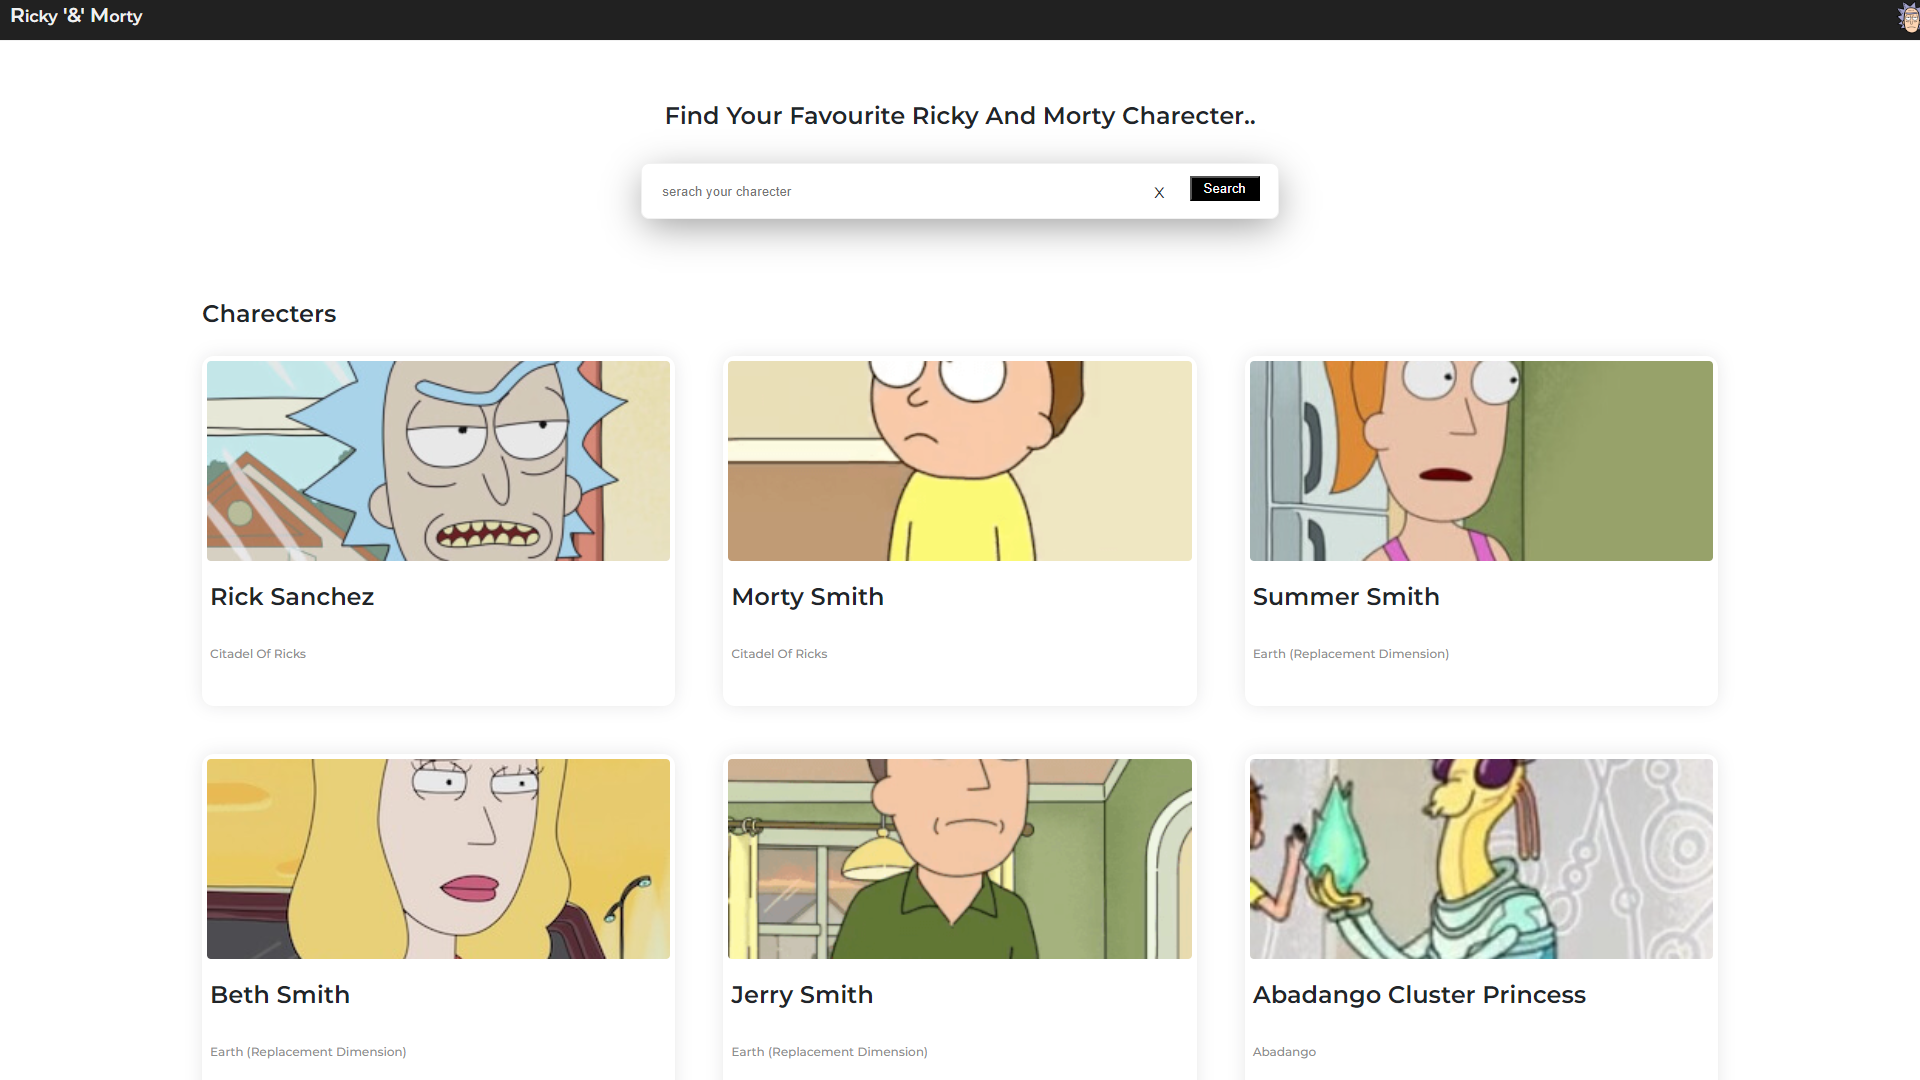 Ricky '&' Morty
Find Your Favourite Ricky And Morty Charecter..
serach your charecter
X
Search
Charecters
Rick Sanchez
Morty Smith
Summer Smith
Citadel Of Ricks
Citadel Of Ricks
Earth (Replacement Dimension)
Beth Smith
Jerry Smith
Abadango Cluster Princess
Earth (Replacement Dimension)
Earth (Replacement Dimension)
Abadango